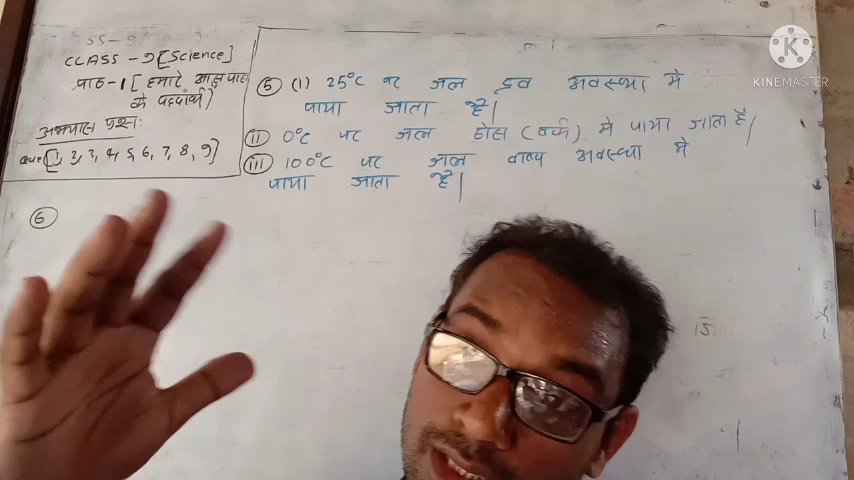 CLASS - 9 [Science]
पाठ-1 [हमारे आस पास
के पदार्थ)
अभ्यास प्रश्न:
[1, 2, 3, 4, 5, 6, 7, 8, 9]
⑤ (i) 25°C पर जल द्रव अवस्था मे
पाया जाता है।
(ii) 0°C पर जल ठोस (बर्फ) मे पाया जाता है।
(iii) 100°C पर जल वाष्प अवस्था मे
पाया जाता है।
⑥
KINEMASTER